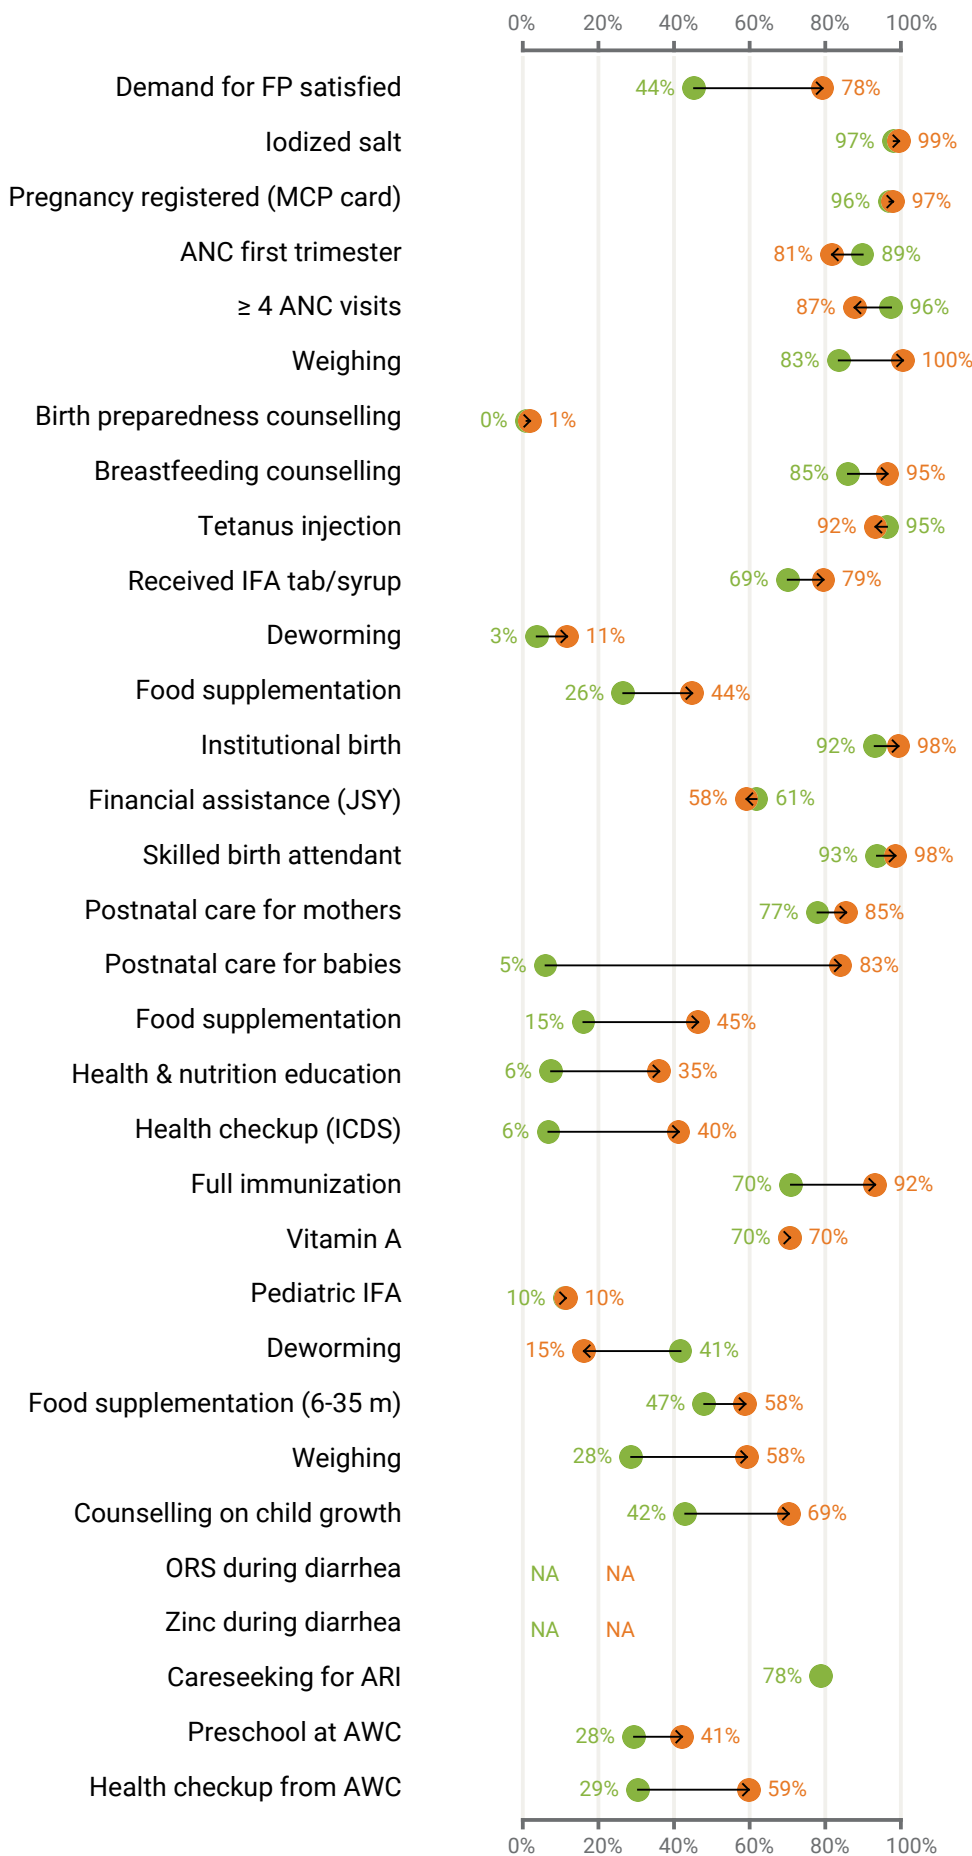 0% 20% 40% 60% 80% 100%
Demand for FP satisfied 44% 78%
Iodized salt 97% 99%
Pregnancy registered (MCP card) 96% 97%
ANC first trimester 81% 89%
≥ 4 ANC visits 87% 96%
Weighing 83% 100%
Birth preparedness counselling 0% 1%
Breastfeeding counselling 85% 95%
Tetanus injection 92% 95%
Received IFA tab/syrup 69% 79%
Deworming 3% 11%
Food supplementation 26% 44%
Institutional birth 92% 98%
Financial assistance (JSY) 58% 61%
Skilled birth attendant 93% 98%
Postnatal care for mothers 77% 85%
Postnatal care for babies 5% 83%
Food supplementation 15% 45%
Health & nutrition education 6% 35%
Health checkup (ICDS) 6% 40%
Full immunization 70% 92%
Vitamin A 70% 70%
Pediatric IFA 10% 10%
Deworming 15% 41%
Food supplementation (6-35 m) 47% 58%
Weighing 28% 58%
Counselling on child growth 42% 69%
ORS during diarrhea NA NA
Zinc during diarrhea NA NA
Careseeking for ARI 78%
Preschool at AWC 28% 41%
Health checkup from AWC 29% 59%
0% 20% 40% 60% 80% 100%